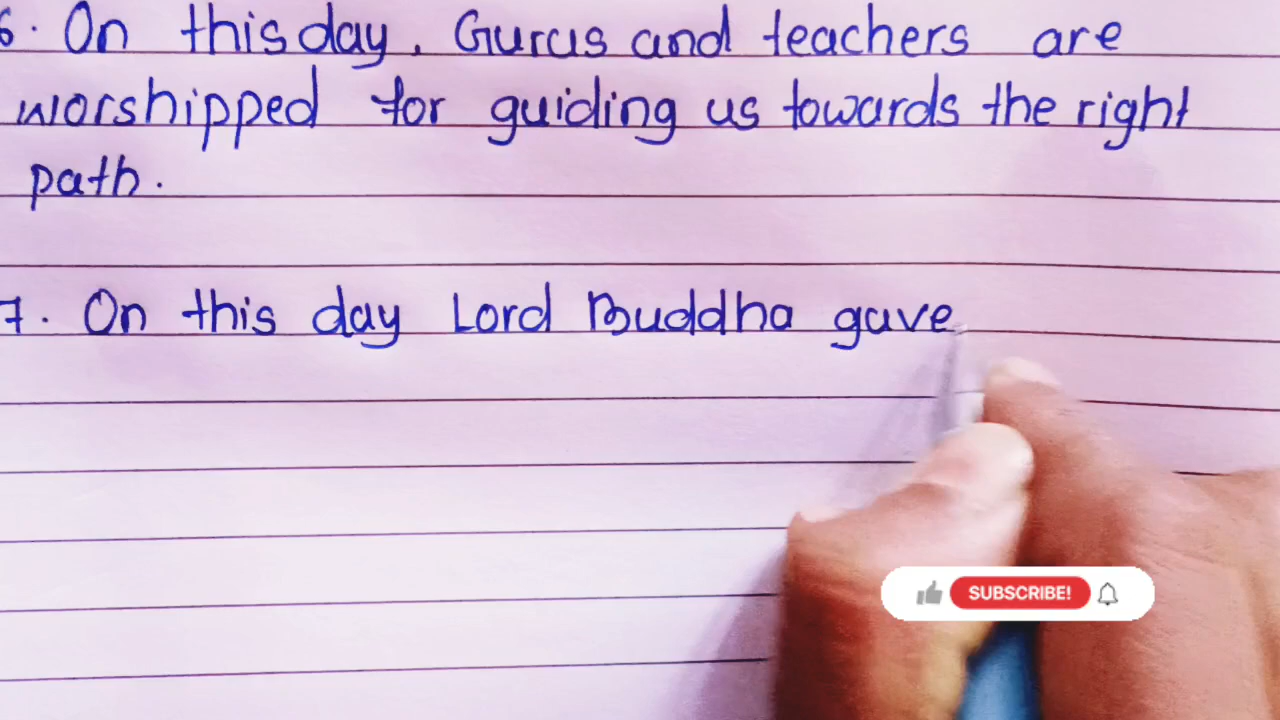 6. On this day, Gurus and teachers are
worshipped for guiding us towards the right
path.
7. On this day Lord Buddha gave
SUBSCRIBE!